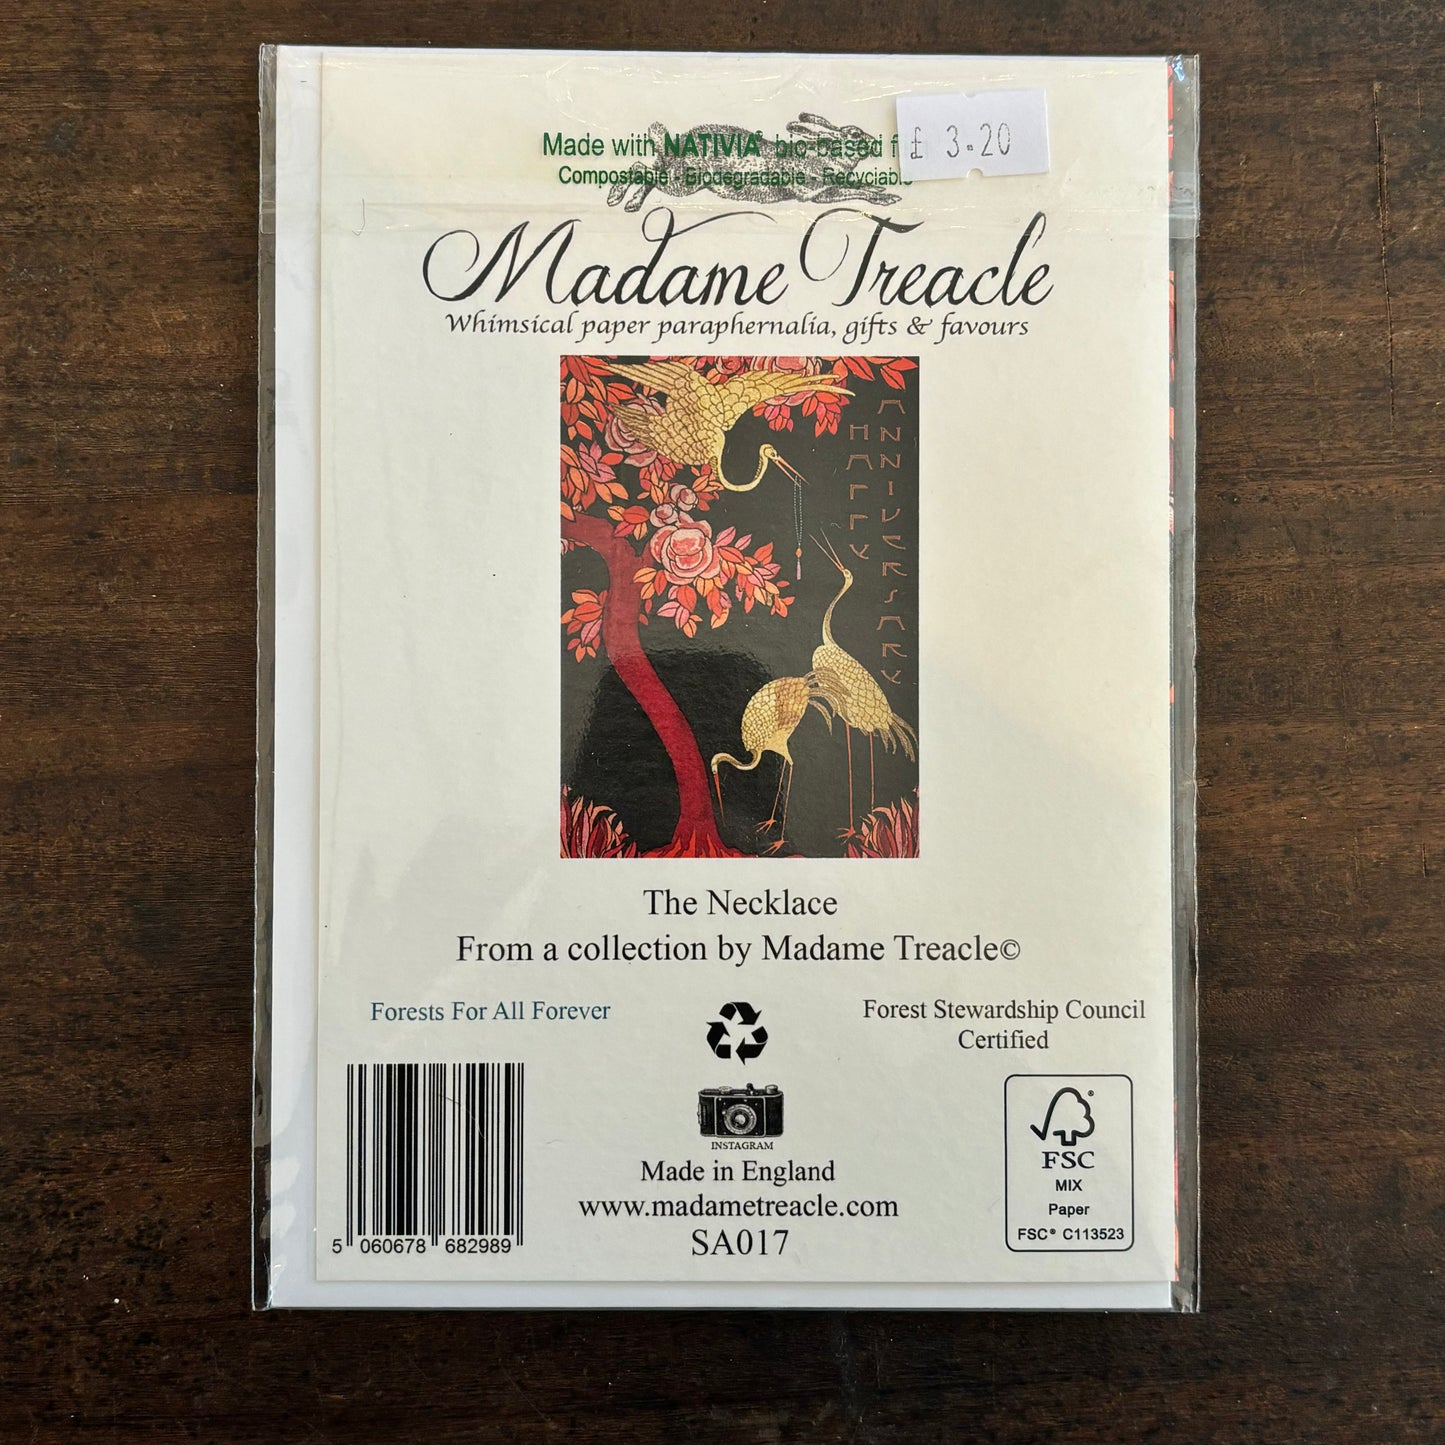 Made with NATIVIA® bio-based f
£ 3.20
Compostable - Biodegradable - Recyclable
Madame Treacle
Whimsical paper paraphernalia, gifts & favours
HAPPY
ANNIVERSARY
The Necklace
From a collection by Madame Treacle©
Forests For All Forever
Forest Stewardship Council
Certified
INSTAGRAM
Made in England
www.madametreacle.com
SA017
5 060678 682989
FSC®
MIX
Paper
FSC® C113523